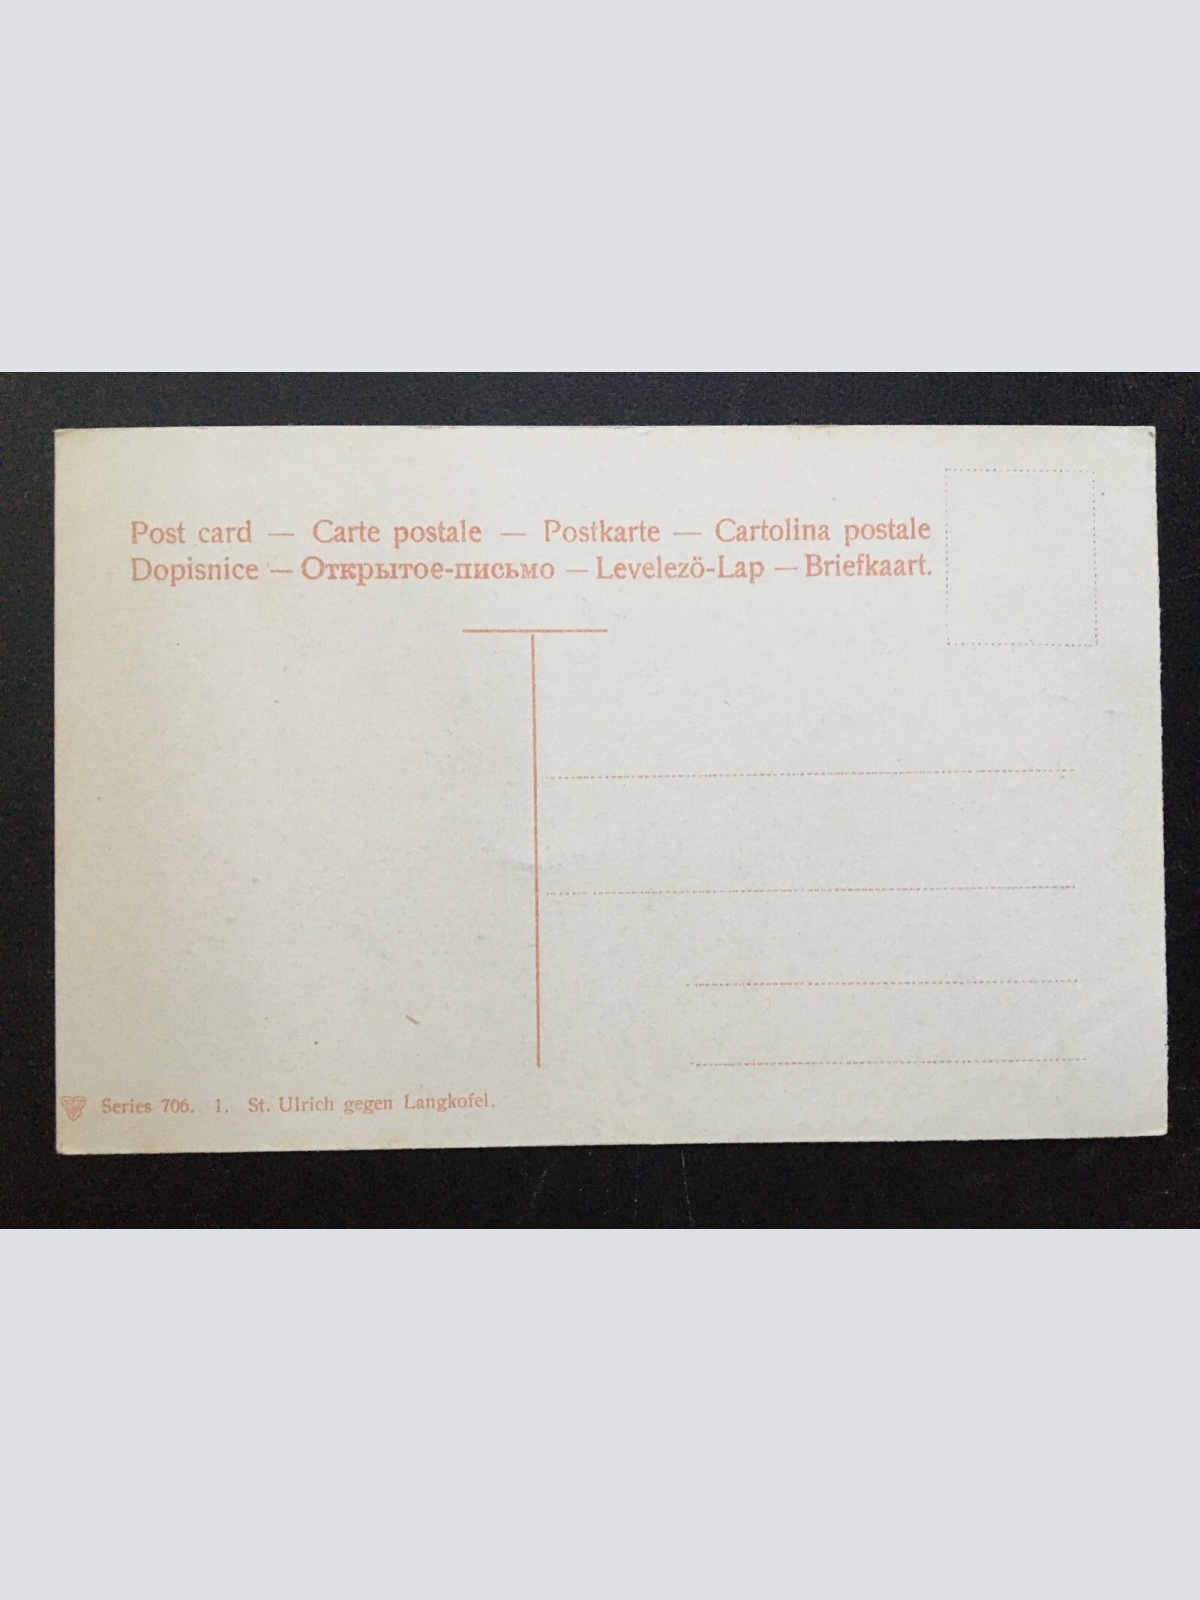 Post card — Carte postale — Postkarte — Cartolina postale
Dopisnice — Открытое-письмо — Levelező-Lap — Briefkaart.
Series 706. 1. St. Ulrich gegen Langkofel.